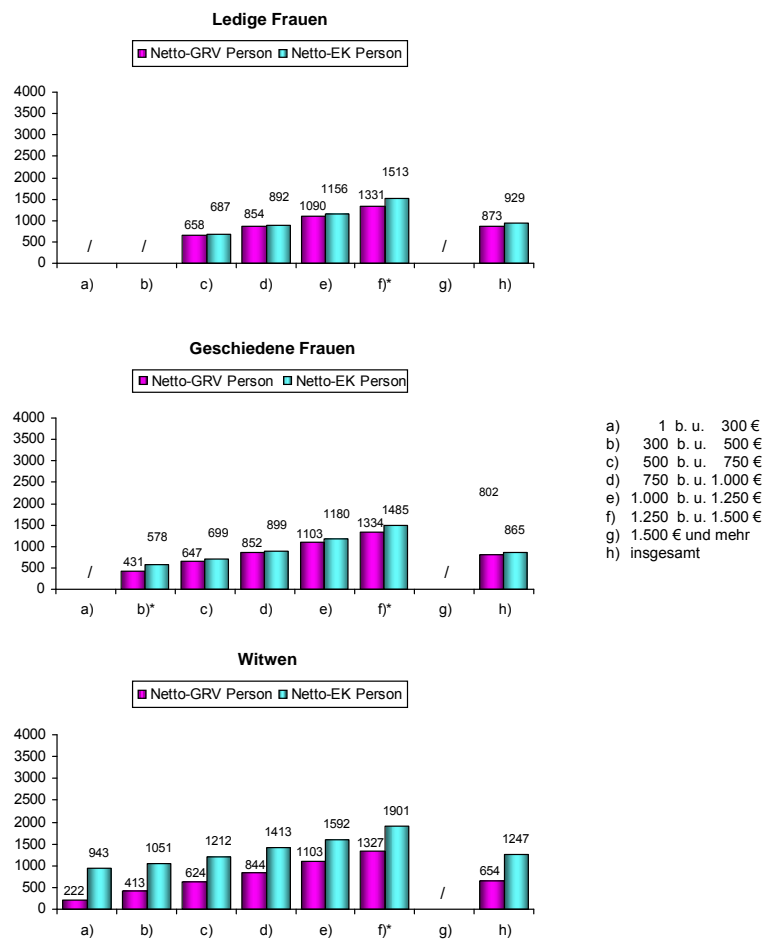 Ledige Frauen
Netto-GRV Person Netto-EK Person
4000
3500
3000
2500
2000
1500
1000
500
0
/ / 658 687 854 892 1090 1156 1331 1513 / 873 929
a) b) c) d) e) f)* g) h)
Geschiedene Frauen
Netto-GRV Person Netto-EK Person
4000
3500
3000
2500
2000
1500
1000
500
0
/ 431 578 647 699 852 899 1103 1180 1334 1485 / 802 865
a) b)* c) d) e) f)* g) h)
a) 1 b. u. 300 €
b) 300 b. u. 500 €
c) 500 b. u. 750 €
d) 750 b. u. 1.000 €
e) 1.000 b. u. 1.250 €
f) 1.250 b. u. 1.500 €
g) 1.500 € und mehr
h) insgesamt
Witwen
Netto-GRV Person Netto-EK Person
4000
3500
3000
2500
2000
1500
1000
500
0
222 943 413 1051 624 1212 844 1413 1103 1592 1327 1901 / 654 1247
a) b) c) d) e) f)* g) h)